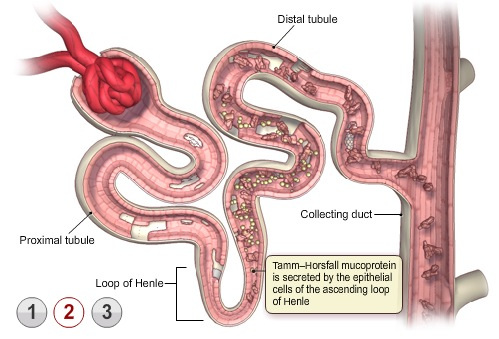 Distal tubule
Collecting duct
Proximal tubule
Loop of Henle
Tamm–Horsfall mucoprotein
is secreted by the epithelial
cells of the ascending loop
of Henle
1 2 3